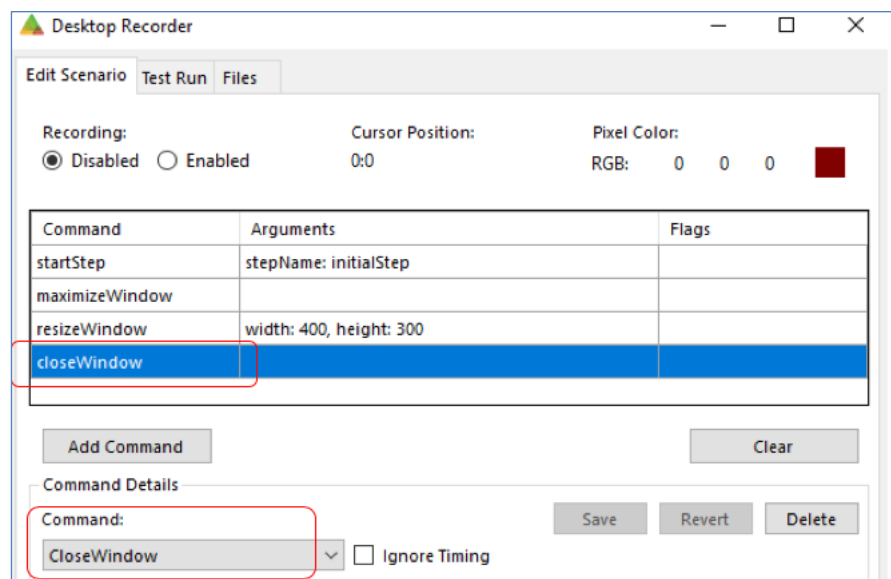 Desktop Recorder
Edit Scenario Test Run Files
Recording: Cursor Position: Pixel Color:
Disabled Enabled 0:0 RGB: 0 0 0
Command Arguments Flags
startStep stepName: initialStep
maximizeWindow
resizeWindow width: 400, height: 300
closeWindow
Add Command Clear
Command Details
Command: Save Revert Delete
CloseWindow Ignore Timing